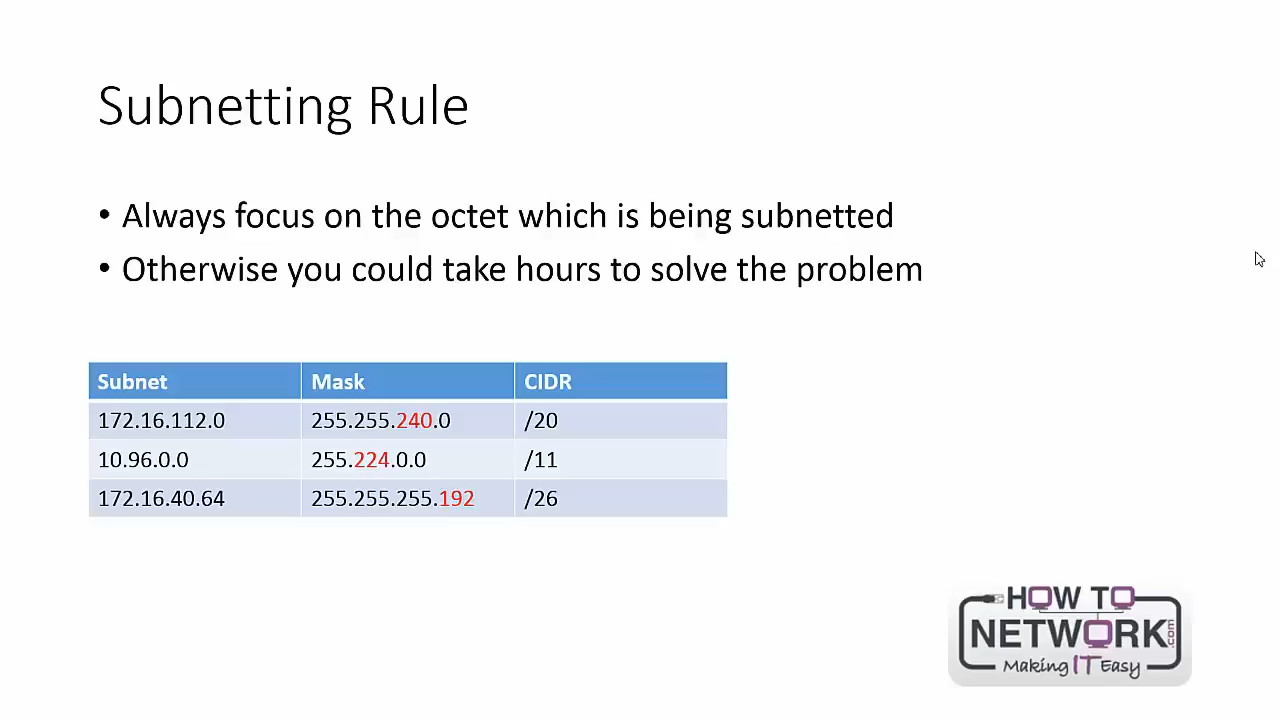 Subnetting Rule
• Always focus on the octet which is being subnetted
• Otherwise you could take hours to solve the problem
Subnet Mask CIDR
172.16.112.0 255.255.240.0 /20
10.96.0.0 255.224.0.0 /11
172.16.40.64 255.255.255.192 /26
HOW TO
NETWORK.com
Making IT Easy